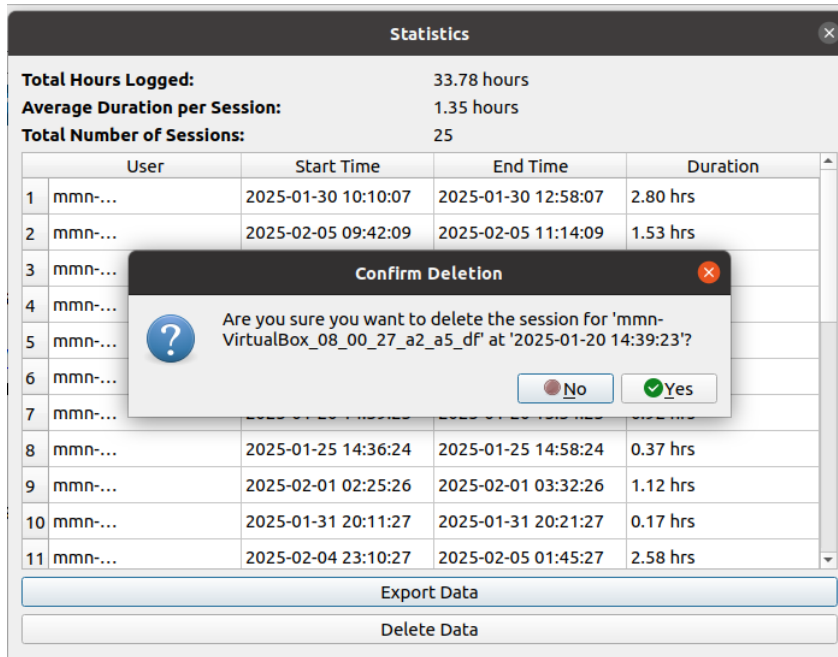 Statistics
Total Hours Logged: 33.78 hours
Average Duration per Session: 1.35 hours
Total Number of Sessions: 25
User Start Time End Time Duration
1 mmn-... 2025-01-30 10:10:07 2025-01-30 12:58:07 2.80 hrs
2 mmn-... 2025-02-05 09:42:09 2025-02-05 11:14:09 1.53 hrs
3 mmn-...
4 mmn-...
5 mmn-...
6 mmn-...
7 mmn-...
Confirm Deletion
Are you sure you want to delete the session for 'mmn-
VirtualBox_08_00_27_a2_a5_df' at '2025-01-20 14:39:23'?
No Yes
8 mmn-... 2025-01-25 14:36:24 2025-01-25 14:58:24 0.37 hrs
9 mmn-... 2025-02-01 02:25:26 2025-02-01 03:32:26 1.12 hrs
10 mmn-... 2025-01-31 20:11:27 2025-01-31 20:21:27 0.17 hrs
11 mmn-... 2025-02-04 23:10:27 2025-02-05 01:45:27 2.58 hrs
Export Data
Delete Data